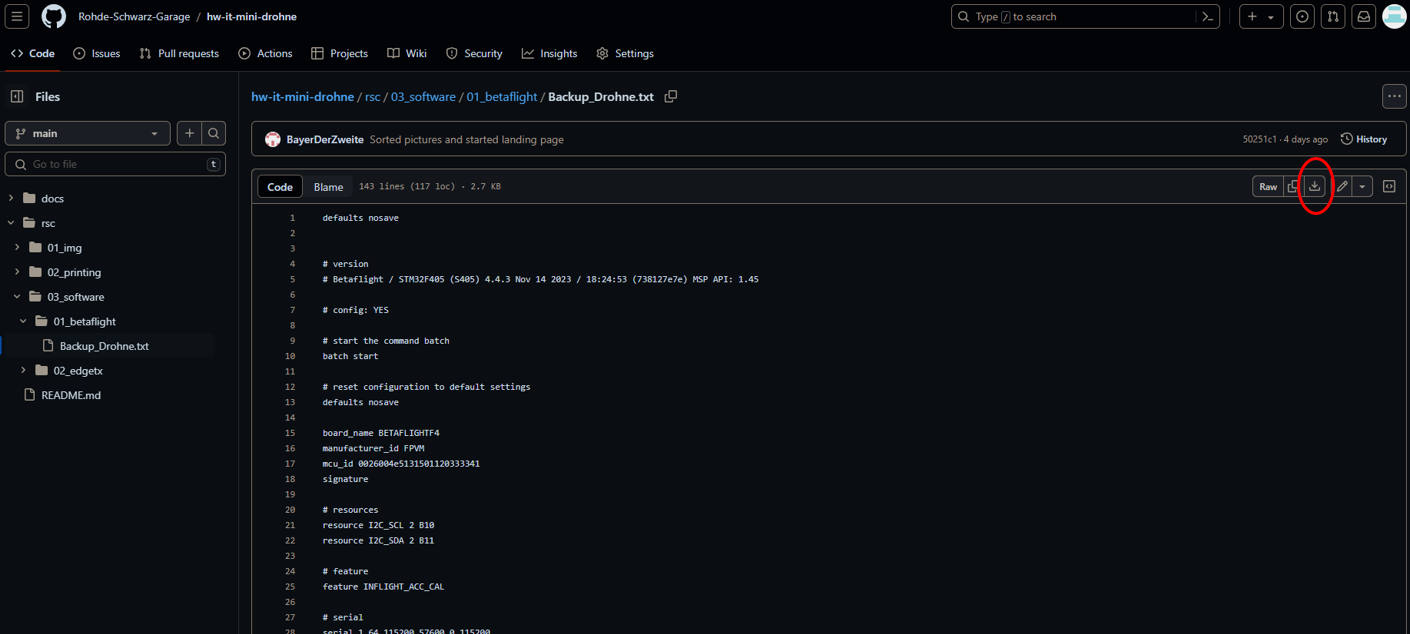 Rohde-Schwarz-Garage / hw-it-mini-drohne
Type / to search
Code Issues Pull requests Actions Projects Wiki Security Insights Settings
Files
main
Go to file t
docs
rsc
01_img
02_printing
03_software
01_betaflight
Backup_Drohne.txt
02_edgetx
README.md
hw-it-mini-drohne / rsc / 03_software / 01_betaflight / Backup_Drohne.txt
BayerDerZweite Sorted pictures and started landing page 50251c1 · 4 days ago History
Code Blame 143 lines (117 loc) · 2.7 KB Raw
1 defaults nosave
2
3
4 # version
5 # Betaflight / STM32F405 (S405) 4.4.3 Nov 14 2023 / 18:24:53 (738127e7e) MSP API: 1.45
6
7 # config: YES
8
9 # start the command batch
10 batch start
11
12 # reset configuration to default settings
13 defaults nosave
14
15 board_name BETAFLIGHTF4
16 manufacturer_id FPVM
17 mcu_id 0026004e5131501120333341
18 signature
19
20 # resources
21 resource I2C_SCL 2 B10
22 resource I2C_SDA 2 B11
23
24 # feature
25 feature INFLIGHT_ACC_CAL
26
27 # serial
28 serial 1 64 115200 57600 0 115200